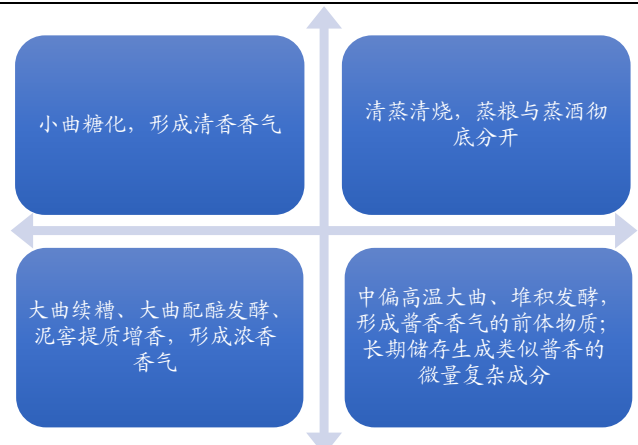 小曲糖化，形成清香香气
清蒸清烧，蒸粮与蒸酒彻
底分开
大曲续糟、大曲配醅发酵、
泥窖提质增香，形成浓香
香气
中偏高温大曲、堆积发酵，
形成酱香香气的前体物质；
长期储存生成类似酱香的
微量复杂成分